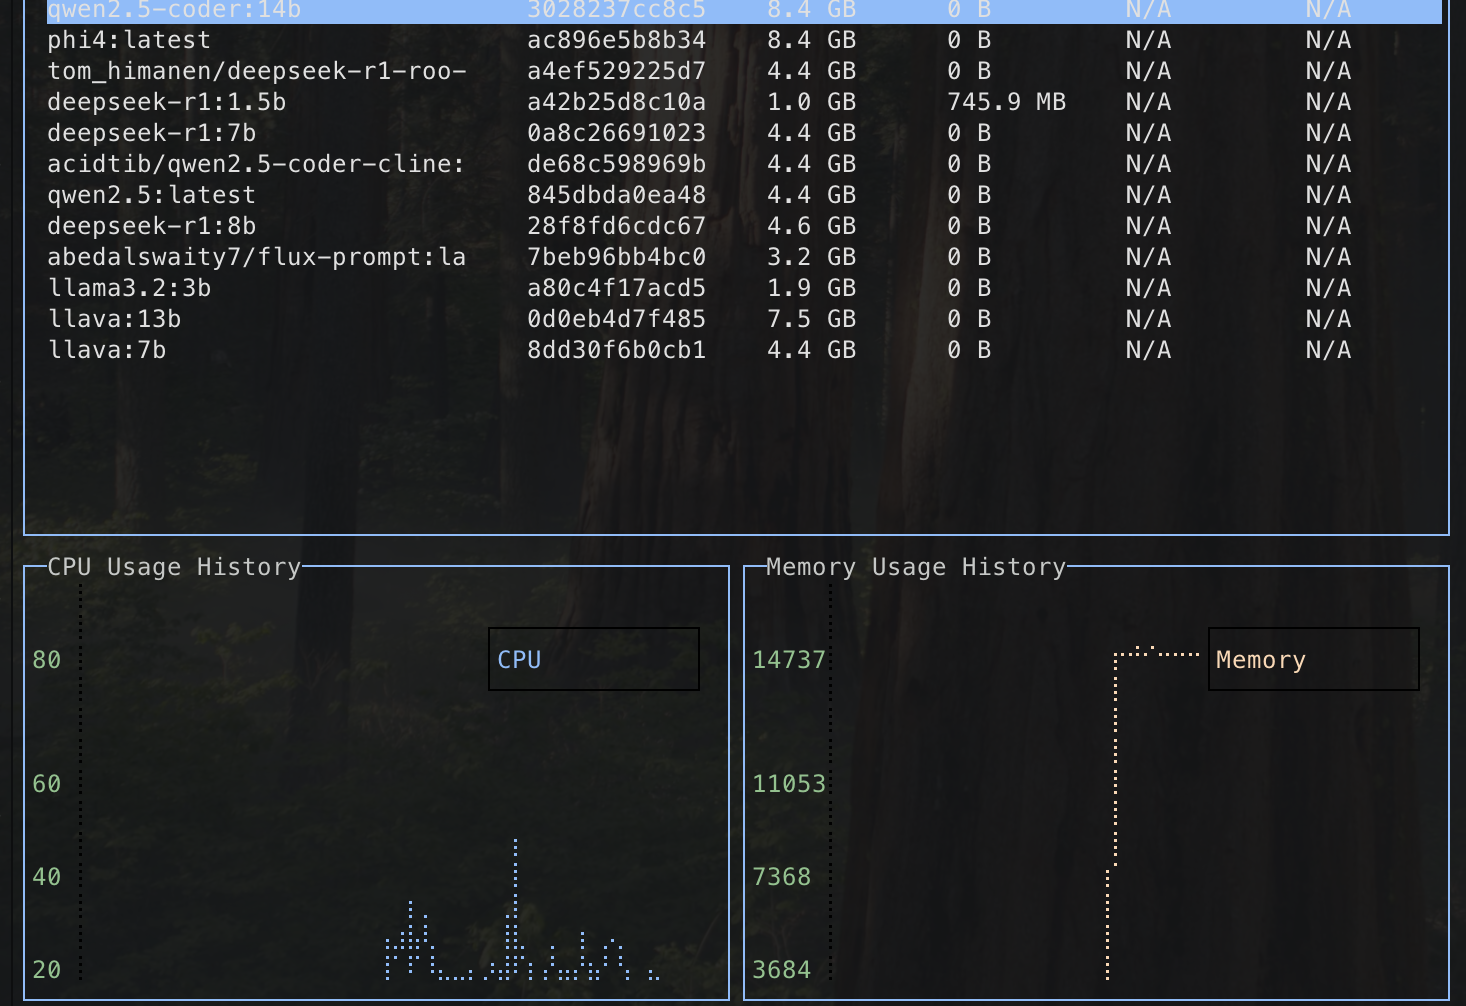 qwen2.5-coder:14b 3028237cc8c5 8.4 GB 0 B N/A N/A
phi4:latest ac896e5b8b34 8.4 GB 0 B N/A N/A
tom_himanen/deepseek-r1-roo- a4ef529225d7 4.4 GB 0 B N/A N/A
deepseek-r1:1.5b a42b25d8c10a 1.0 GB 745.9 MB N/A N/A
deepseek-r1:7b 0a8c26691023 4.4 GB 0 B N/A N/A
acidtib/qwen2.5-coder-cline: de68c598969b 4.4 GB 0 B N/A N/A
qwen2.5:latest 845dbda0ea48 4.4 GB 0 B N/A N/A
deepseek-r1:8b 28f8fd6cdc67 4.6 GB 0 B N/A N/A
abedalswaity7/flux-prompt:la 7beb96bb4bc0 3.2 GB 0 B N/A N/A
llama3.2:3b a80c4f17acd5 1.9 GB 0 B N/A N/A
llava:13b 0d0eb4d7f485 7.5 GB 0 B N/A N/A
llava:7b 8dd30f6b0cb1 4.4 GB 0 B N/A N/A
CPU Usage History
CPU
80
60
40
20
Memory Usage History
Memory
14737
11053
7368
3684